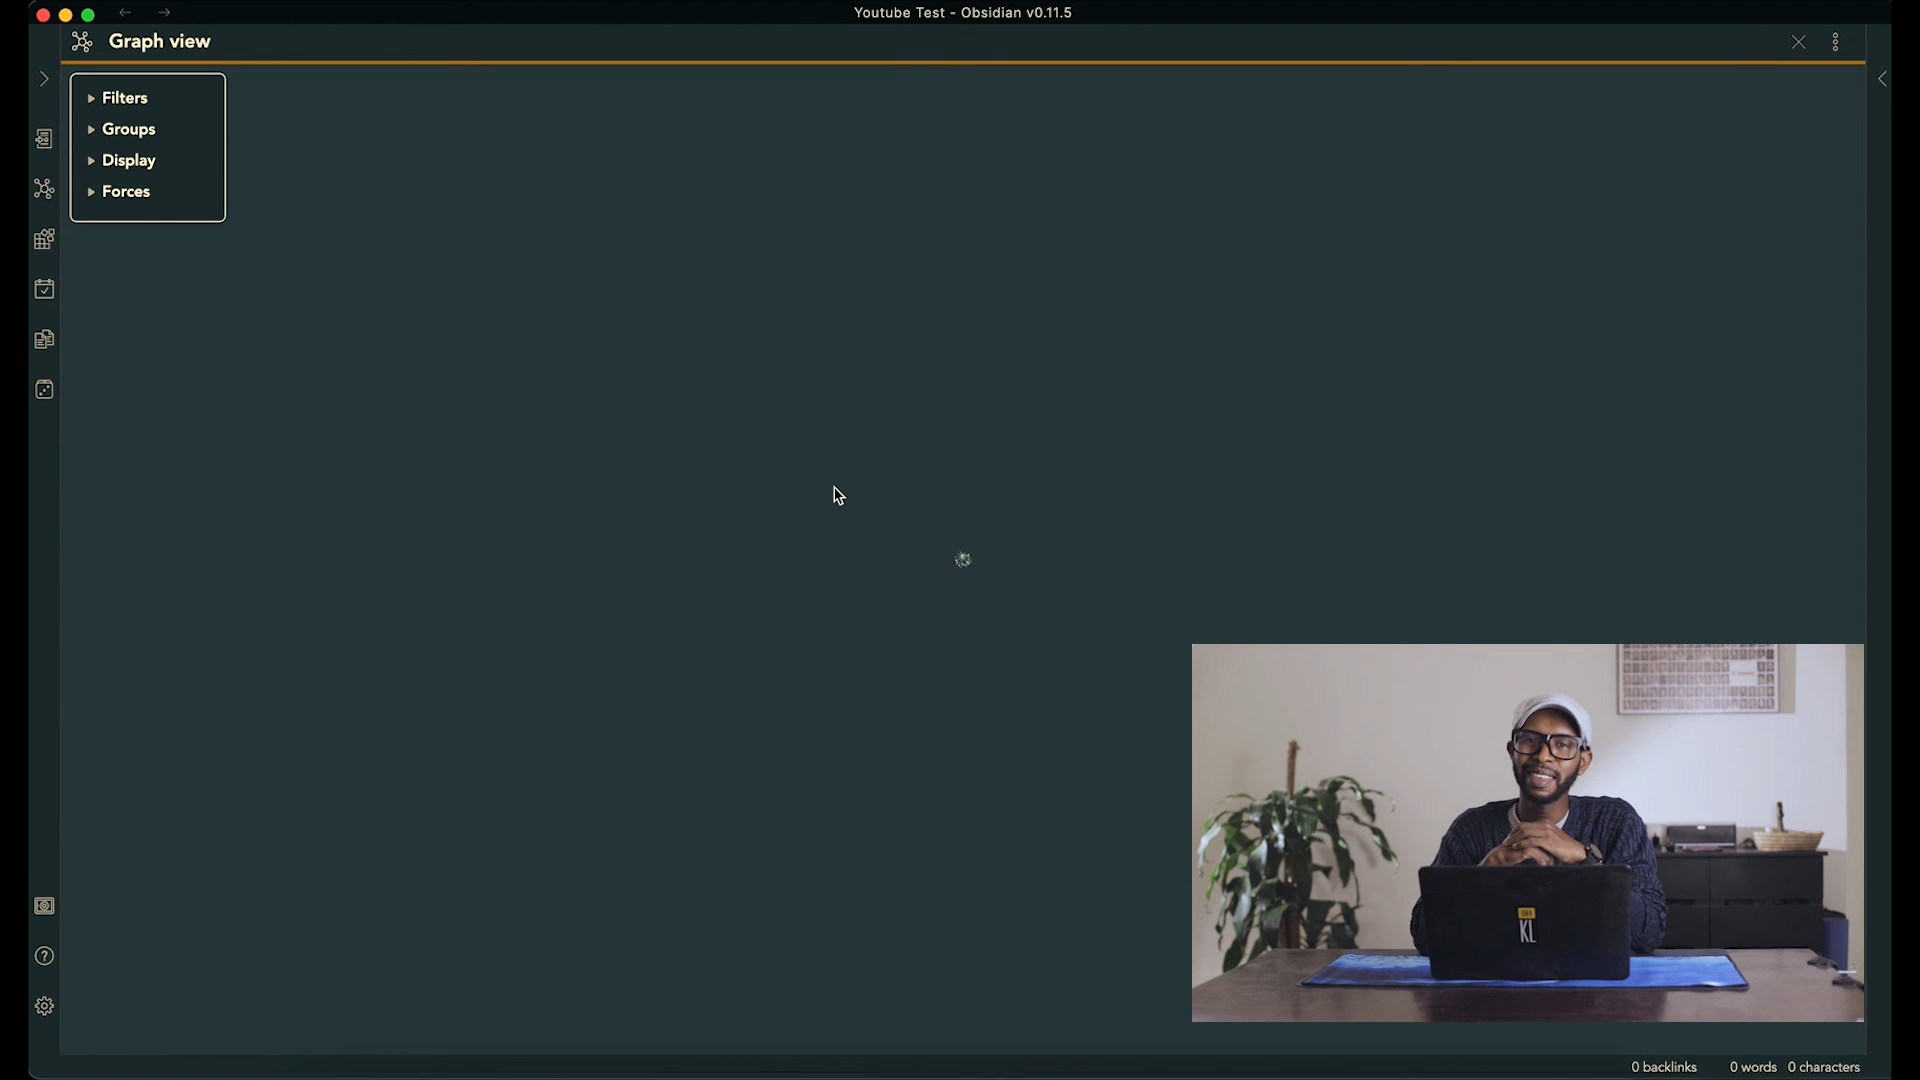 Youtube Test - Obsidian v0.11.5
Graph view
Filters
Groups
Display
Forces
KL
0 backlinks 0 words 0 characters